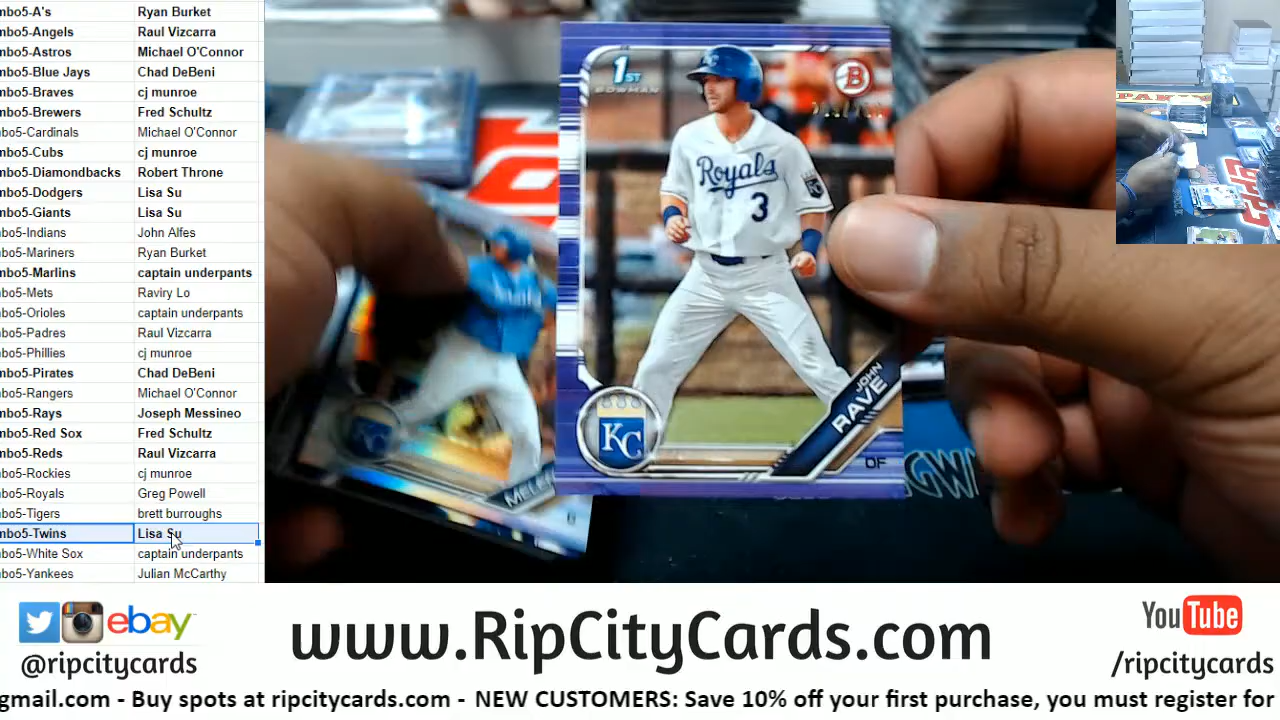 mbo5-A's Ryan Burket
mbo5-Angels Raul Vizcarra
mbo5-Astros Michael O'Connor
mbo5-Blue Jays Chad DeBeni
mbo5-Braves cj munroe
mbo5-Brewers Fred Schultz
mbo5-Cardinals Michael O'Connor
mbo5-Cubs cj munroe
mbo5-Diamondbacks Robert Throne
mbo5-Dodgers Lisa Su
mbo5-Giants Lisa Su
mbo5-Indians John Alfes
mbo5-Mariners Ryan Burket
mbo5-Marlins captain underpants
mbo5-Mets Raviry Lo
mbo5-Orioles captain underpants
mbo5-Padres Raul Vizcarra
mbo5-Phillies cj munroe
mbo5-Pirates Chad DeBeni
mbo5-Rangers Michael O'Connor
mbo5-Rays Joseph Messineo
mbo5-Red Sox Fred Schultz
mbo5-Reds Raul Vizcarra
mbo5-Rockies cj munroe
mbo5-Royals Greg Powell
mbo5-Tigers brett burroughs
mbo5-Twins Lisa Su
mbo5-White Sox captain underpants
mbo5-Yankees Julian McCarthy
1ST
BOWMAN
B
Royals
3
KC
JOHN
RAVE
OF
KC
ebay
@ripcitycards
www.RipCityCards.com
YouTube
/ripcitycards
gmail.com - Buy spots at ripcitycards.com - NEW CUSTOMERS: Save 10% off your first purchase, you must register for